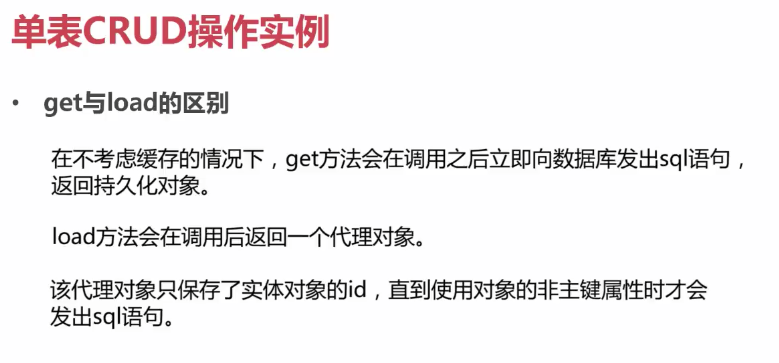 单表CRUD操作实例
• get与load的区别
在不考虑缓存的情况下，get方法会在调用之后立即向数据库发出sql语句，
返回持久化对象。
load方法会在调用后返回一个代理对象。
该代理对象只保存了实体对象的id，直到使用对象的非主键属性时才会
发出sql语句。